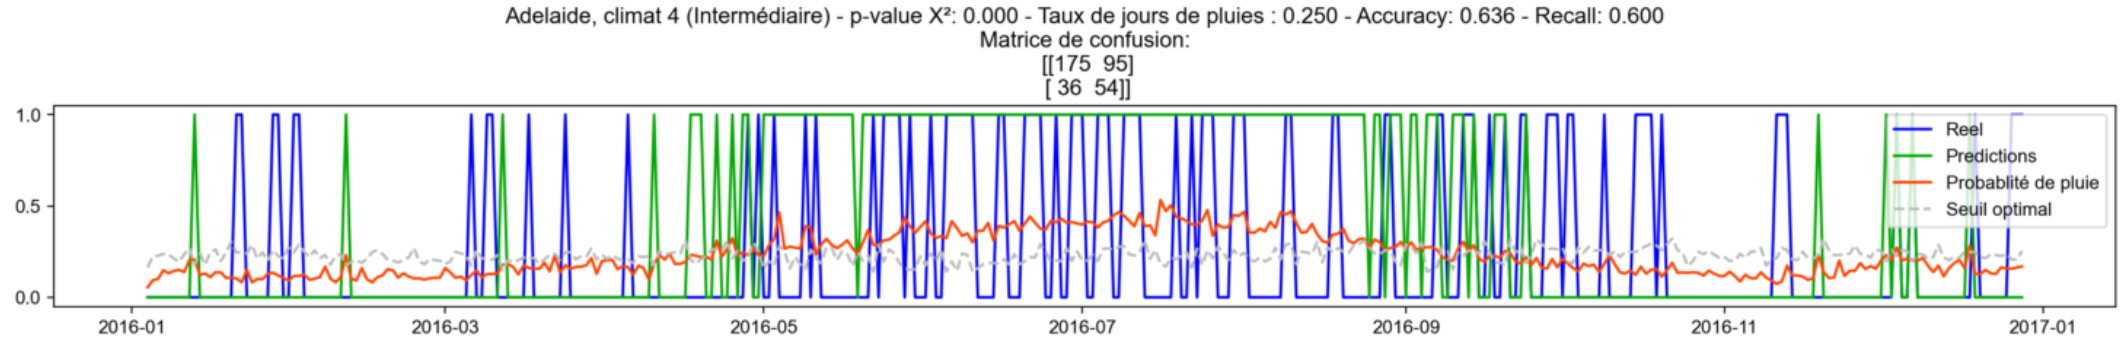 Adelaide, climat 4 (Intermédiaire) - p-value X²: 0.000 - Taux de jours de pluies : 0.250 - Accuracy: 0.636 - Recall: 0.600
Matrice de confusion:
[[175 95]
[ 36 54]]
1.0
0.5
0.0
Reel
Predictions
Probablité de pluie
Seuil optimal
2016-01
2016-03
2016-05
2016-07
2016-09
2016-11
2017-01